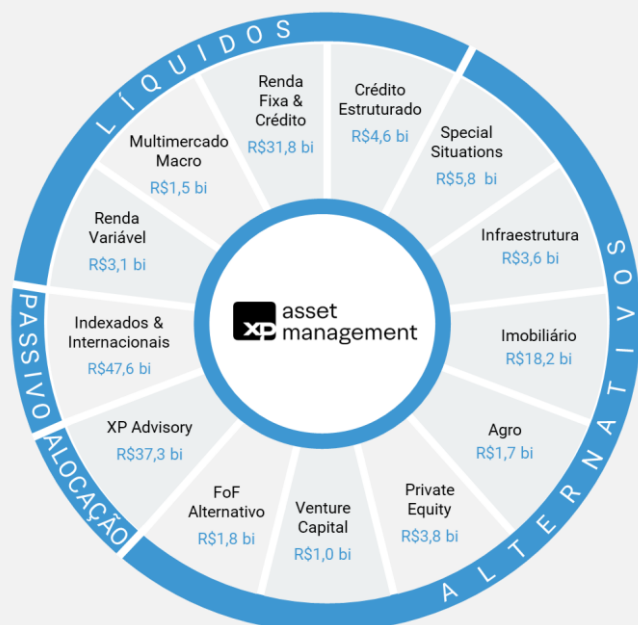 LÍQUIDOS
Renda
Fixa &
Crédito
R$31,8 bi
Crédito
Estruturado
R$4,6 bi
Multimercado
Macro
R$1,5 bi
Renda
Variável
R$3,1 bi
ALTERNATIVOS
Special
Situations
R$5,8 bi
Infraestrutura
R$3,6 bi
Imobiliário
R$18,2 bi
Agro
R$1,7 bi
Private
Equity
R$3,8 bi
Venture
Capital
R$1,0 bi
FoF
Alternativo
R$1,8 bi
ALOCAÇÃO
XP Advisory
R$37,3 bi
PASSIVO
Indexados &
Internacionais
R$47,6 bi
xp asset
management